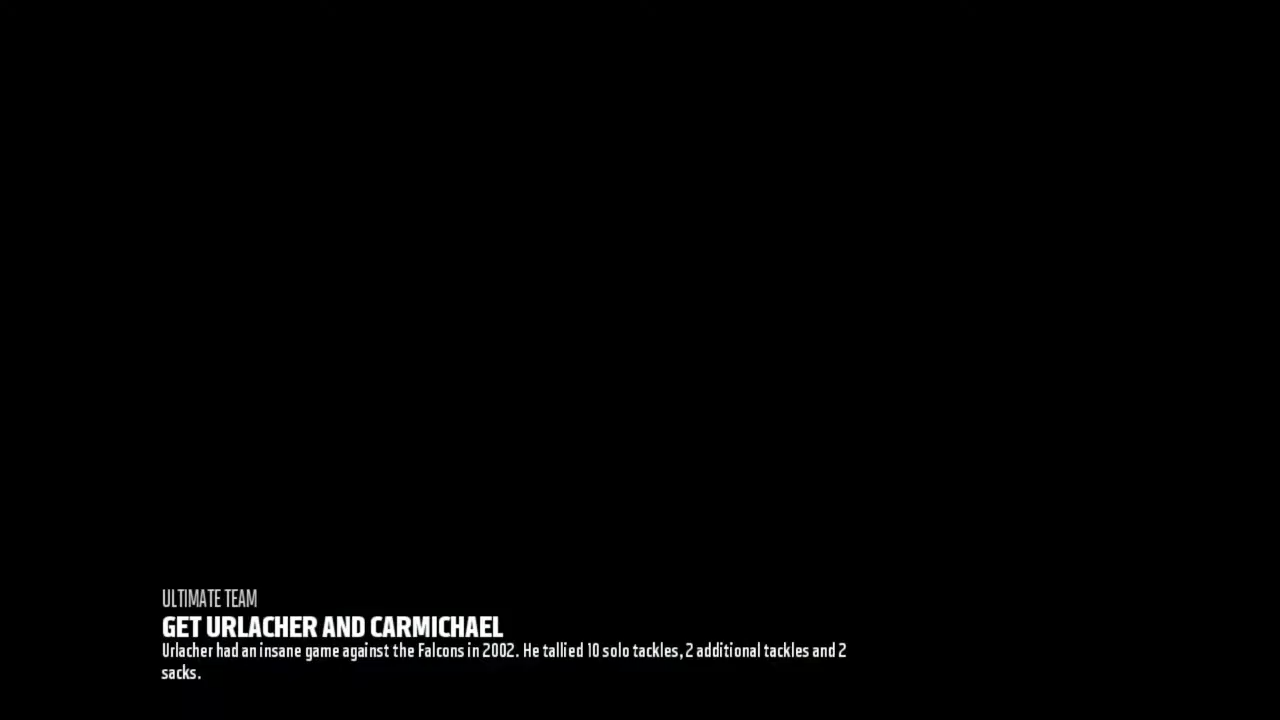 ULTIMATE TEAM
GET URLACHER AND CARMICHAEL
Urlacher had an insane game against the Falcons in 2002. He tallied 10 solo tackles, 2 additional tackles and 2
sacks.